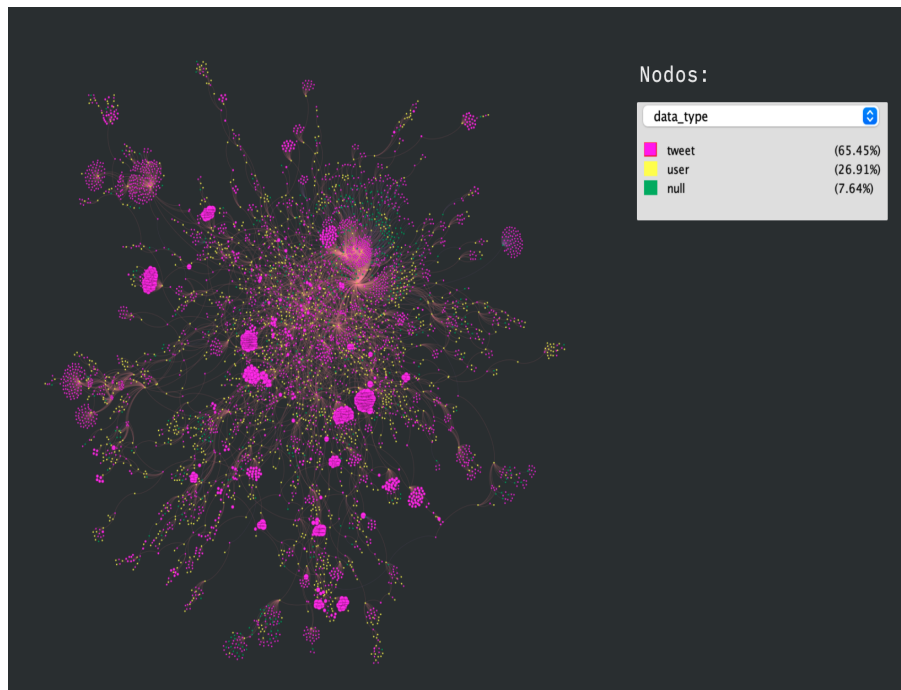 Nodos:
data_type
tweet (65.45%)
user (26.91%)
null (7.64%)